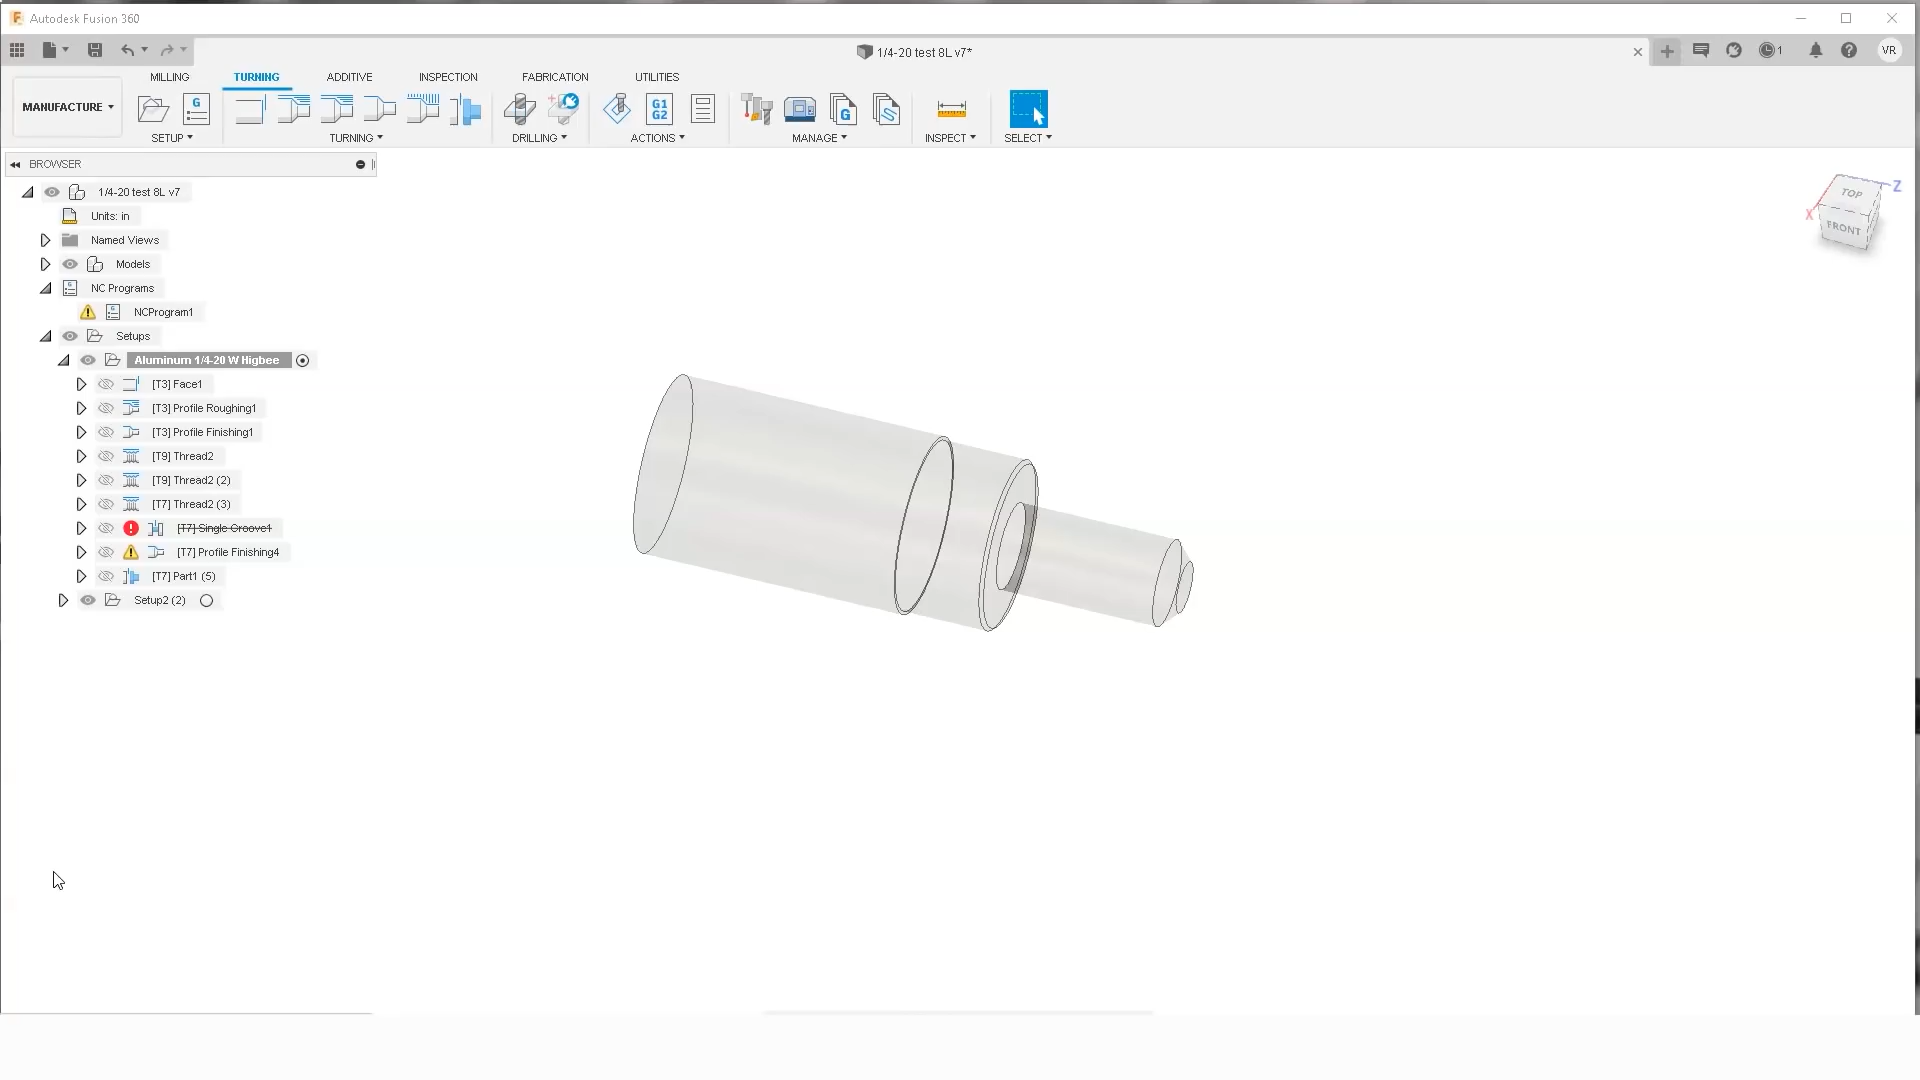 Autodesk Fusion 360
1/4-20 test 8L v7*
1
VR
MILLING TURNING ADDITIVE INSPECTION FABRICATION UTILITIES
MANUFACTURE
G
G1
G2
G
SETUP TURNING DRILLING ACTIONS MANAGE INSPECT SELECT
BROWSER
1/4-20 test 8L v7
Units: in
Named Views
Models
NC Programs
NCProgram1
Setups
Aluminum 1/4-20 W Higbee
[T3] Face1
[T3] Profile Roughing1
[T3] Profile Finishing1
[T9] Thread2
[T9] Thread2 (2)
[T7] Thread2 (3)
[T7] Single Groove1
[T7] Profile Finishing4
[T7] Part1 (5)
Setup2 (2)
TOP
FRONT
X
Z